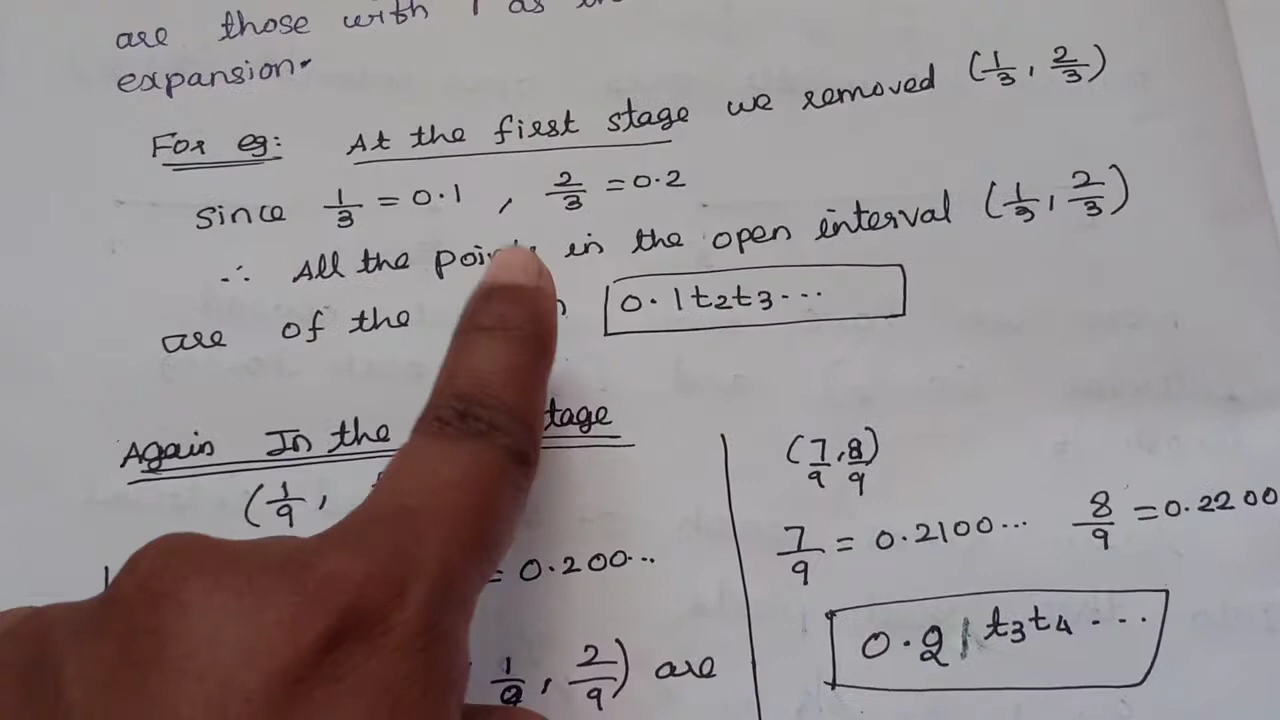 are those with 1 as the
expansion.
For eg: At the first stage we removed (1/3, 2/3)
Since 1/3 = 0.1 , 2/3 = 0.2
∴ All the points in the open interval (1/3, 2/3)
are of the 0.1t2t3...
Again In the stage
(1/9,
= 0.200...
1/9, 2/9) are
(7/9, 8/9)
7/9 = 0.2100... 8/9 = 0.2200
0.21t3t4...